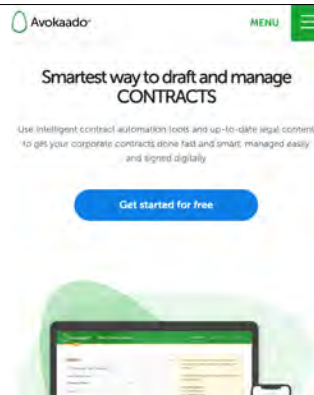 Avokaado
MENU
Smartest way to draft and manage
CONTRACTS
Use intelligent contract automation tools and up-to-date legal content
to get your corporate contracts done fast and smart, managed easily
and signed digitally
Get started for free